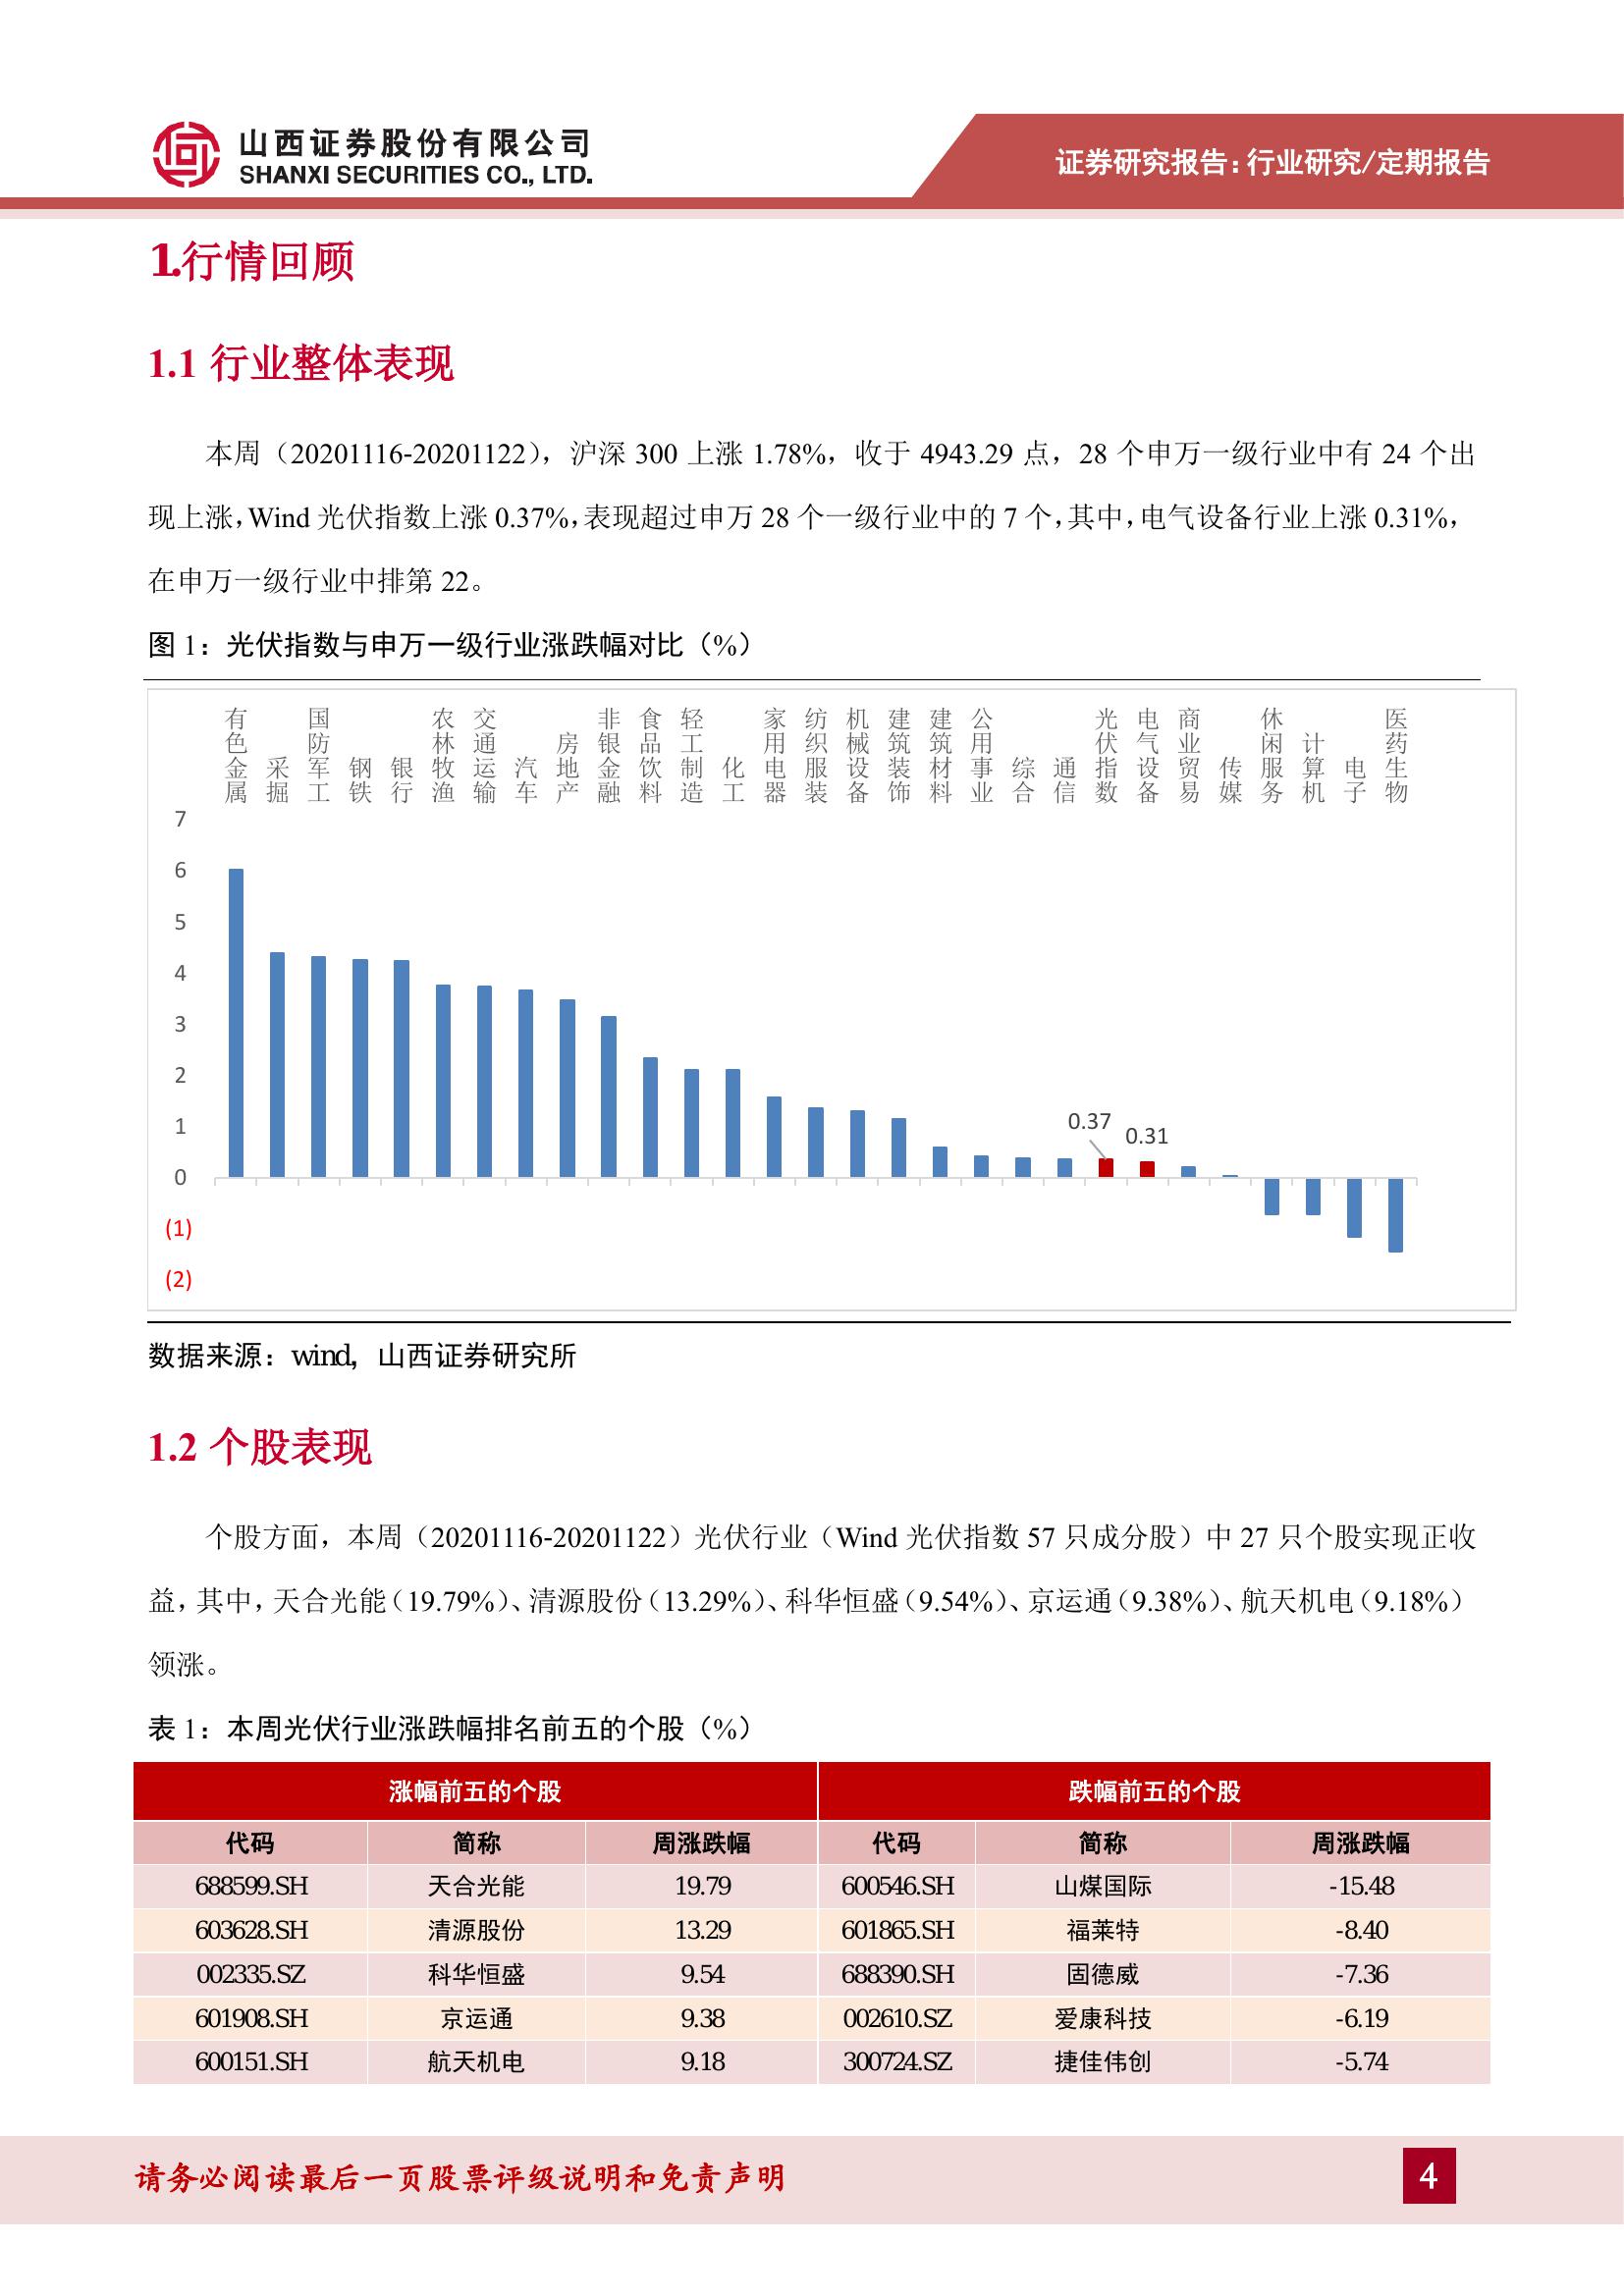 山西证券股份有限公司
SHANXI SECURITIES CO., LTD.
证券研究报告:行业研究/定期报告
1.行情回顾
1.1 行业整体表现
本周（20201116-20201122），沪深 300 上涨 1.78%，收于 4943.29 点，28 个申万一级行业中有 24 个出
现上涨，Wind 光伏指数上涨 0.37%，表现超过申万 28 个一级行业中的 7 个，其中，电气设备行业上涨 0.31%，
在申万一级行业中排第 22。
图 1：光伏指数与申万一级行业涨跌幅对比（%）
有色金属 采掘 国防军工 钢铁 银行 农林牧渔 交通运输 汽车 房地产 非银金融 食品饮料 轻工制造 化工 家用电器 纺织服装 机械设备 建筑装饰 建筑材料 公用事业 综合 通信 光伏指数 电气设备 商业贸易 传媒 休闲服务 计算机 电子 医药生物
7
6
5
4
3
2
1
0
(1)
(2)
0.37
0.31
数据来源：wind，山西证券研究所
1.2 个股表现
个股方面，本周（20201116-20201122）光伏行业（Wind 光伏指数 57 只成分股）中 27 只个股实现正收
益，其中，天合光能（19.79%）、清源股份（13.29%）、科华恒盛（9.54%）、京运通（9.38%）、航天机电（9.18%）
领涨。
表 1：本周光伏行业涨跌幅排名前五的个股（%）
涨幅前五的个股 跌幅前五的个股
代码 简称 周涨跌幅 代码 简称 周涨跌幅
688599.SH 天合光能 19.79 600546.SH 山煤国际 -15.48
603628.SH 清源股份 13.29 601865.SH 福莱特 -8.40
002335.SZ 科华恒盛 9.54 688390.SH 固德威 -7.36
601908.SH 京运通 9.38 002610.SZ 爱康科技 -6.19
600151.SH 航天机电 9.18 300724.SZ 捷佳伟创 -5.74
请务必阅读最后一页股票评级说明和免责声明
4